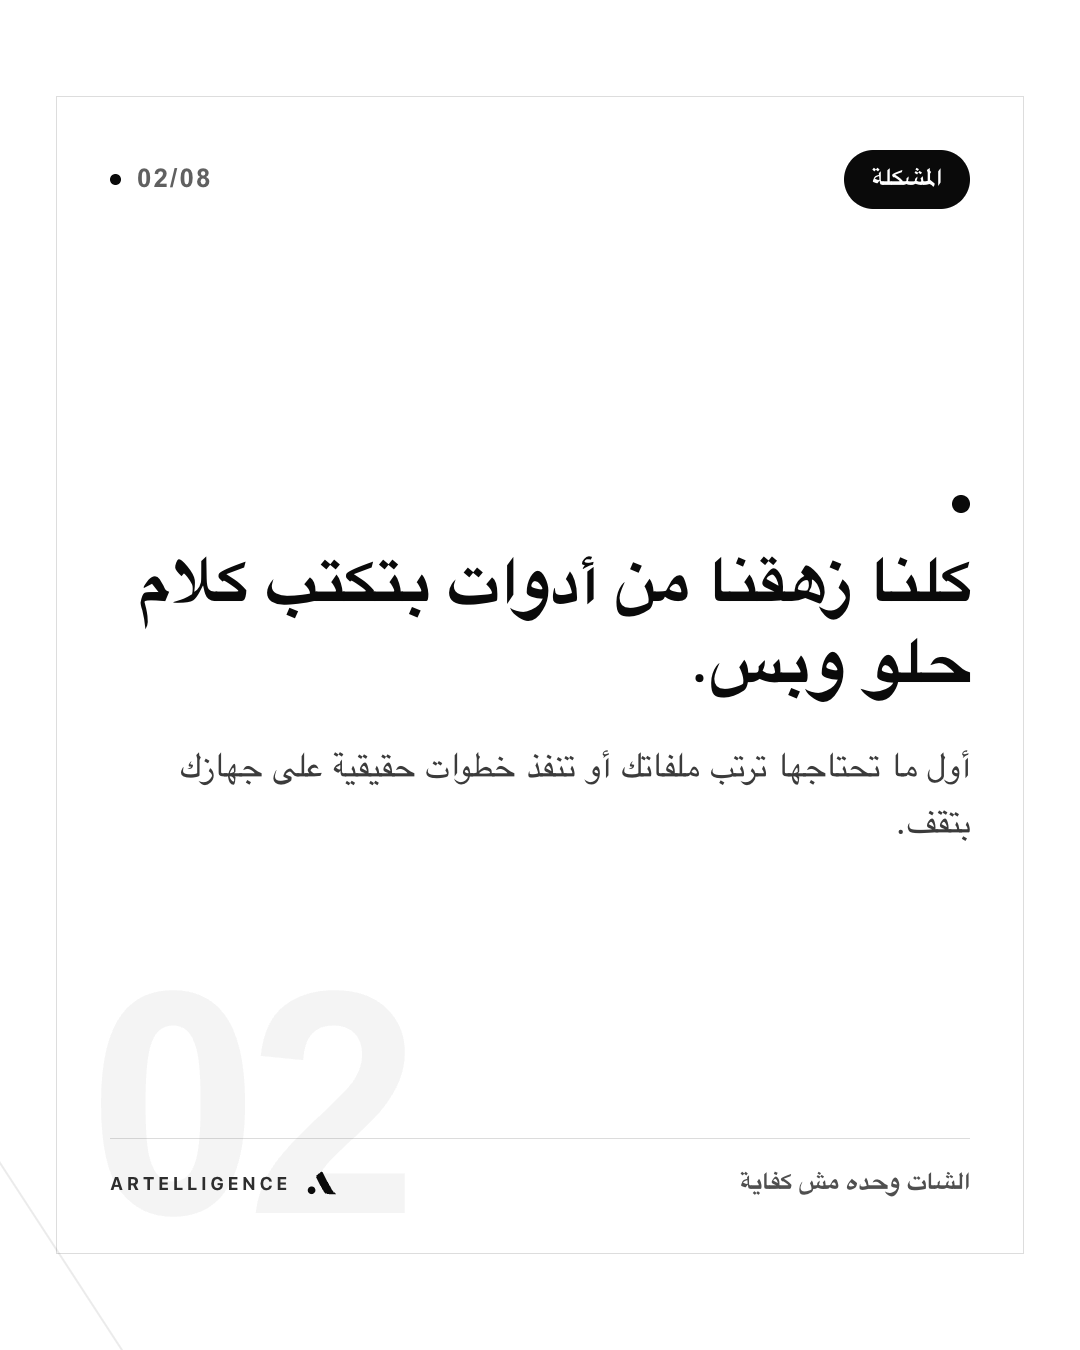 المشكلة
02/08
كلنا زهقنا من أدوات بتكتب كلام
حلو وبس.
أول ما تحتاجها ترتب ملفاتك أو تنفذ خطوات حقيقية على جهازك
بتقف.
02
الشات وحده مش كفاية
ARTELLIGENCE